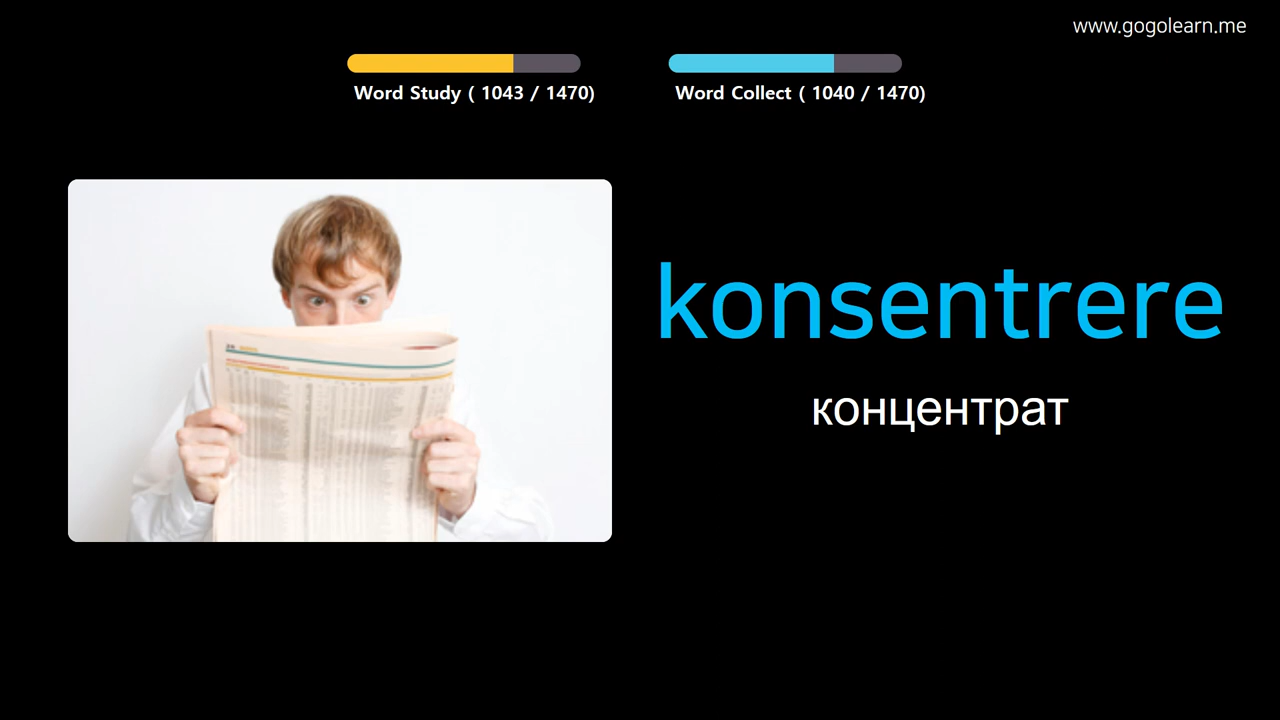 www.gogolearn.me
Word Study ( 1043 / 1470)
Word Collect ( 1040 / 1470)
konsentrere
концентрат